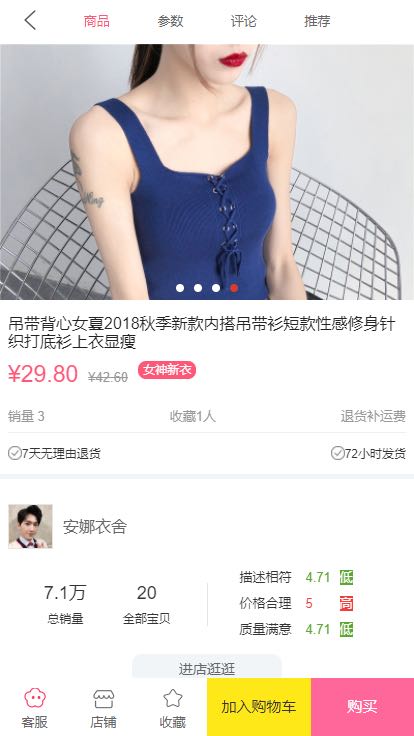 商品 参数 评论 推荐
吊带背心女夏2018秋季新款内搭吊带衫短款性感修身针
织打底衫上衣显瘦
¥29.80 ¥42.60 女神新衣
销量 3 收藏1人 退货补运费
7天无理由退货 72小时发货
安娜衣舍
7.1万 20
总销量 全部宝贝
描述相符 4.71 低
价格合理 5 高
质量满意 4.71 低
进店逛逛
客服 店铺 收藏 加入购物车 购买